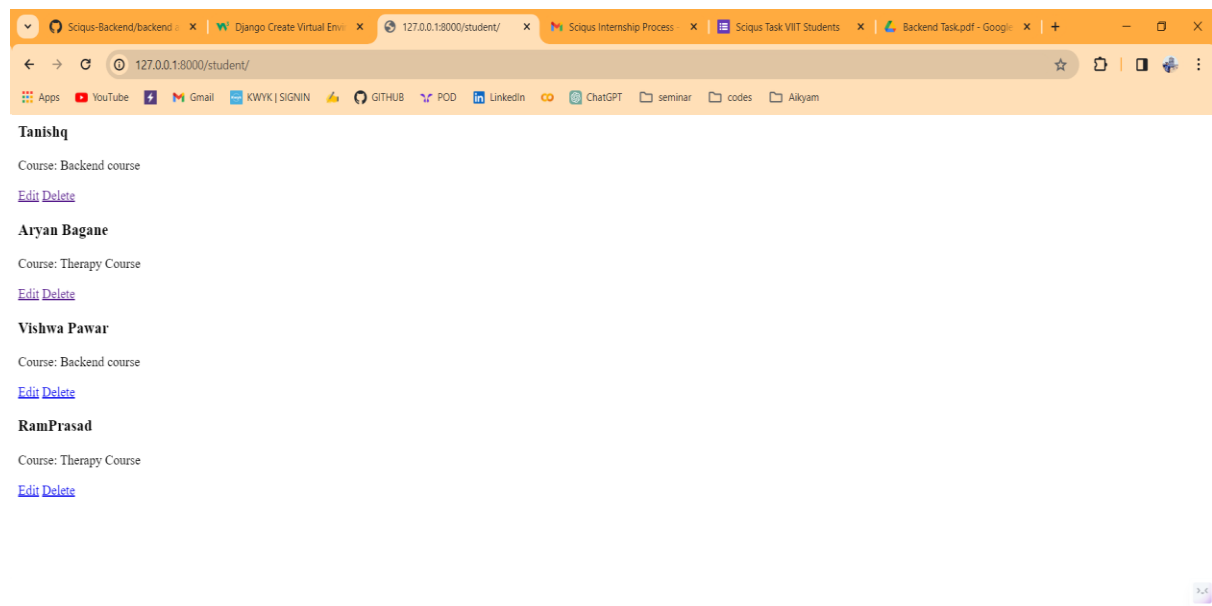 Sciqus-Backend/backend a
Django Create Virtual Envir
127.0.0.1:8000/student/
Sciqus Internship Process -
Sciqus Task VIIT Students
Backend Task.pdf - Google
127.0.0.1:8000/student/
Apps YouTube Gmail KWYK | SIGNIN GITHUB POD LinkedIn ChatGPT seminar codes Aikyam
Tanishq
Course: Backend course
Edit Delete
Aryan Bagane
Course: Therapy Course
Edit Delete
Vishwa Pawar
Course: Backend course
Edit Delete
RamPrasad
Course: Therapy Course
Edit Delete